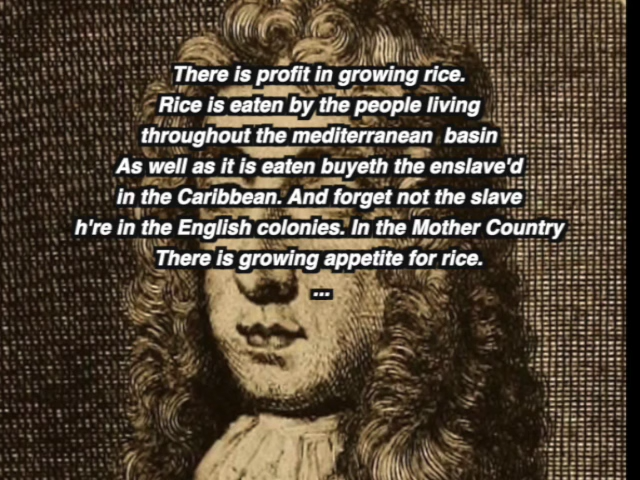 There is profit in growing rice.
Rice is eaten by the people living
throughout the mediterranean basin
As well as it is eaten buyeth the enslave'd
in the Caribbean. And forget not the slave
h're in the English colonies. In the Mother Country
There is growing appetite for rice.
...